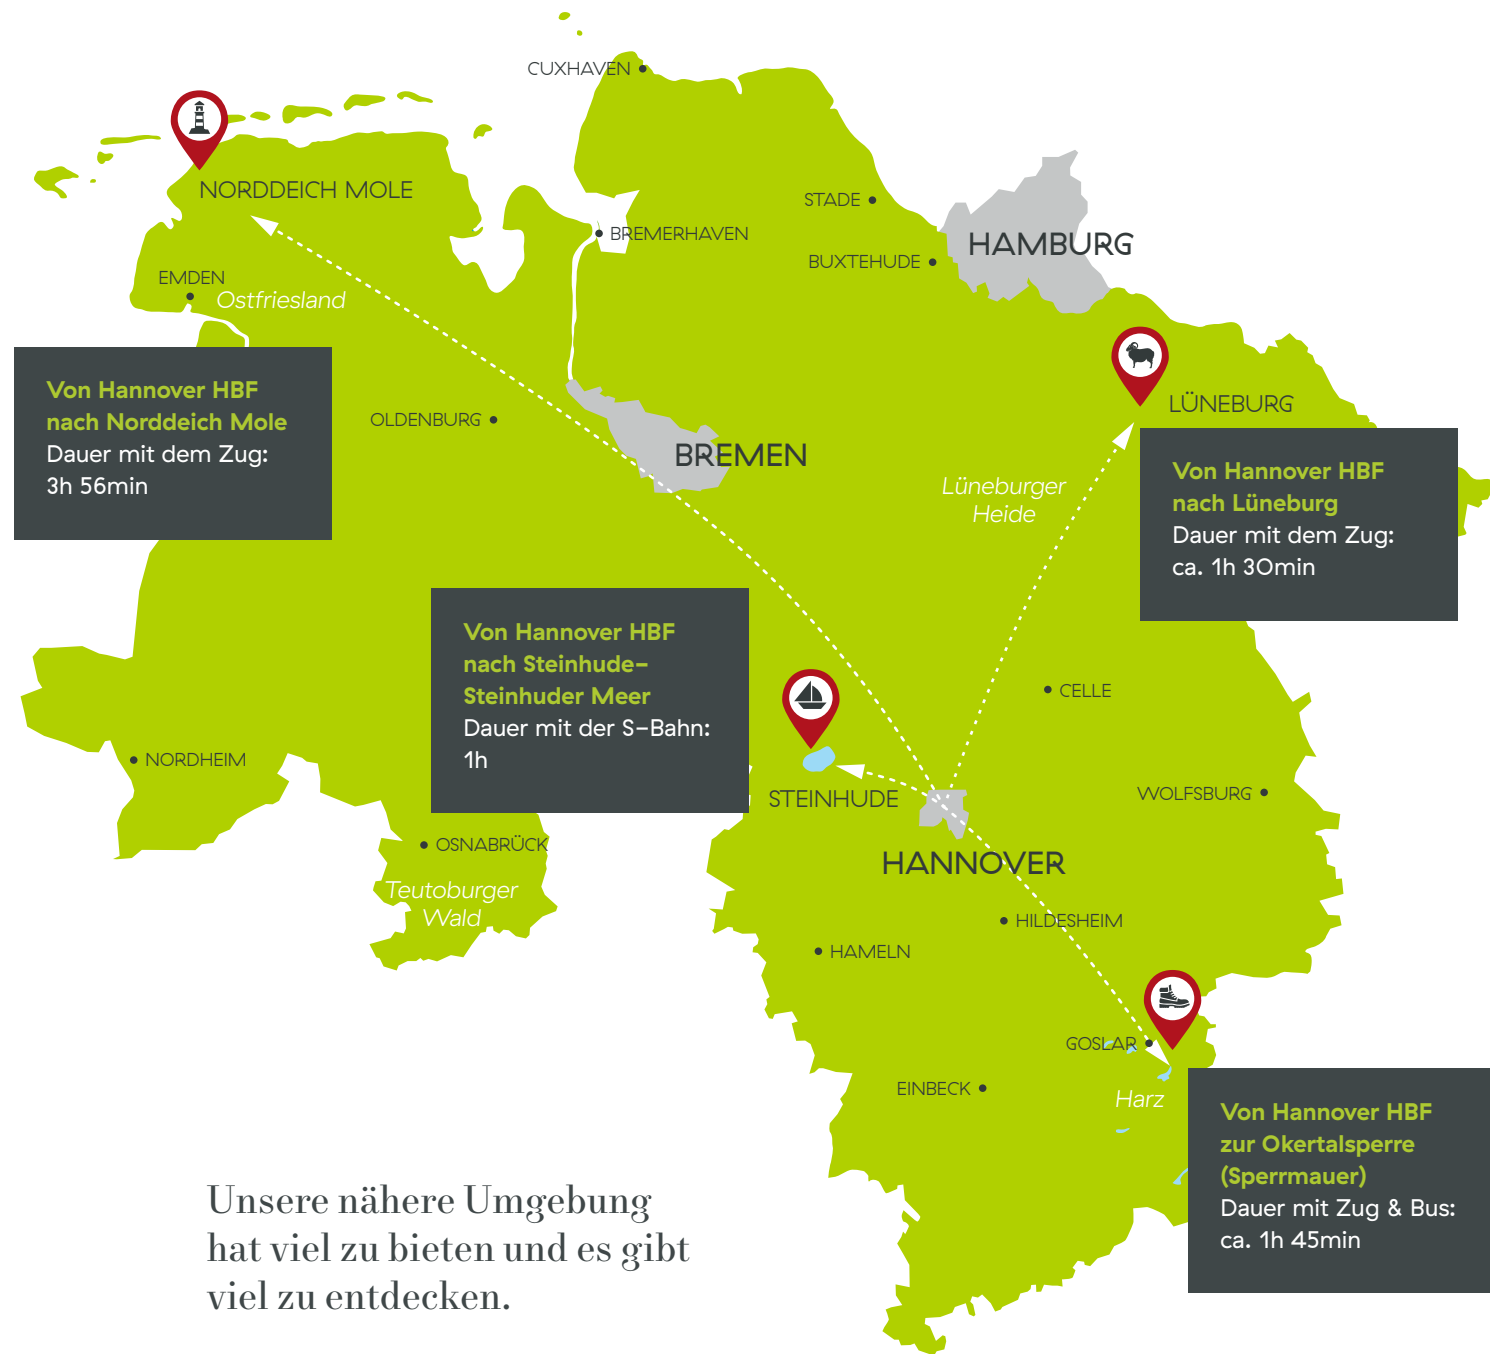 CUXHAVEN
NORDDEICH MOLE
STADE
BREMERHAVEN
HAMBURG
BUXTEHUDE
EMDEN
Ostfriesland
Von Hannover HBF
nach Norddeich Mole
Dauer mit dem Zug:
3h 56min
OLDENBURG
BREMEN
LÜNEBURG
Lüneburger
Heide
Von Hannover HBF
nach Lüneburg
Dauer mit dem Zug:
ca. 1h 30min
Von Hannover HBF
nach Steinhude-
Steinhuder Meer
Dauer mit der S-Bahn:
1h
CELLE
NORDHEIM
STEINHUDE
WOLFSBURG
OSNABRÜCK
HANNOVER
Teutoburger
Wald
HILDESHEIM
HAMELN
GOSLAR
EINBECK
Harz
Von Hannover HBF
zur Okertalsperre
(Sperrmauer)
Dauer mit Zug & Bus:
ca. 1h 45min
Unsere nähere Umgebung
hat viel zu bieten und es gibt
viel zu entdecken.